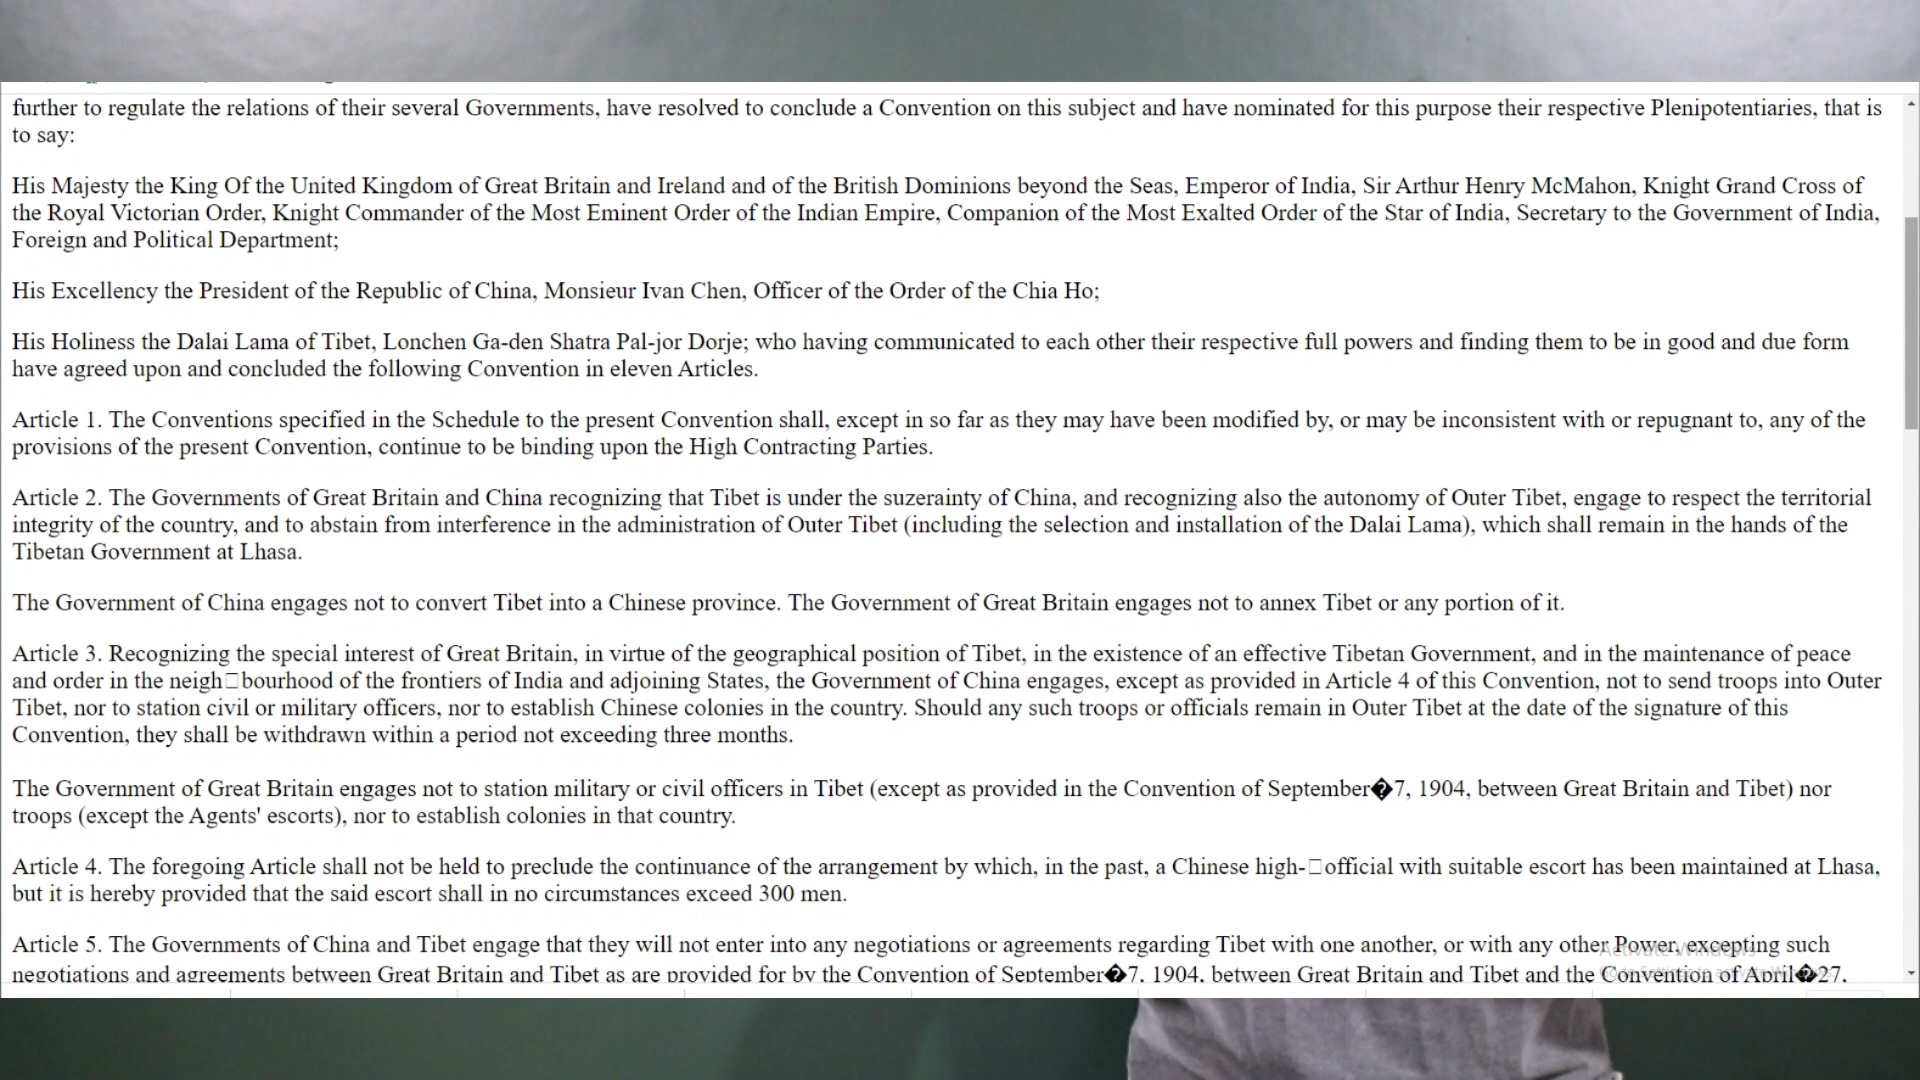 further to regulate the relations of their several Governments, have resolved to conclude a Convention on this subject and have nominated for this purpose their respective Plenipotentiaries, that is
to say:
His Majesty the King Of the United Kingdom of Great Britain and Ireland and of the British Dominions beyond the Seas, Emperor of India, Sir Arthur Henry McMahon, Knight Grand Cross of
the Royal Victorian Order, Knight Commander of the Most Eminent Order of the Indian Empire, Companion of the Most Exalted Order of the Star of India, Secretary to the Government of India,
Foreign and Political Department;
His Excellency the President of the Republic of China, Monsieur Ivan Chen, Officer of the Order of the Chia Ho;
His Holiness the Dalai Lama of Tibet, Lonchen Ga-den Shatra Pal-jor Dorje; who having communicated to each other their respective full powers and finding them to be in good and due form
have agreed upon and concluded the following Convention in eleven Articles.
Article 1. The Conventions specified in the Schedule to the present Convention shall, except in so far as they may have been modified by, or may be inconsistent with or repugnant to, any of the
provisions of the present Convention, continue to be binding upon the High Contracting Parties.
Article 2. The Governments of Great Britain and China recognizing that Tibet is under the suzerainty of China, and recognizing also the autonomy of Outer Tibet, engage to respect the territorial
integrity of the country, and to abstain from interference in the administration of Outer Tibet (including the selection and installation of the Dalai Lama), which shall remain in the hands of the
Tibetan Government at Lhasa.
The Government of China engages not to convert Tibet into a Chinese province. The Government of Great Britain engages not to annex Tibet or any portion of it.
Article 3. Recognizing the special interest of Great Britain, in virtue of the geographical position of Tibet, in the existence of an effective Tibetan Government, and in the maintenance of peace
and order in the neigh□bourhood of the frontiers of India and adjoining States, the Government of China engages, except as provided in Article 4 of this Convention, not to send troops into Outer
Tibet, nor to station civil or military officers, nor to establish Chinese colonies in the country. Should any such troops or officials remain in Outer Tibet at the date of the signature of this
Convention, they shall be withdrawn within a period not exceeding three months.
The Government of Great Britain engages not to station military or civil officers in Tibet (except as provided in the Convention of September�7, 1904, between Great Britain and Tibet) nor
troops (except the Agents' escorts), nor to establish colonies in that country.
Article 4. The foregoing Article shall not be held to preclude the continuance of the arrangement by which, in the past, a Chinese high-□official with suitable escort has been maintained at Lhasa,
but it is hereby provided that the said escort shall in no circumstances exceed 300 men.
Article 5. The Governments of China and Tibet engage that they will not enter into any negotiations or agreements regarding Tibet with one another, or with any other Power, excepting such
negotiations and agreements between Great Britain and Tibet as are provided for by the Convention of September�7, 1904, between Great Britain and Tibet and the Convention of April�27,
Activate Windows
Go to Settings to activate Windows.